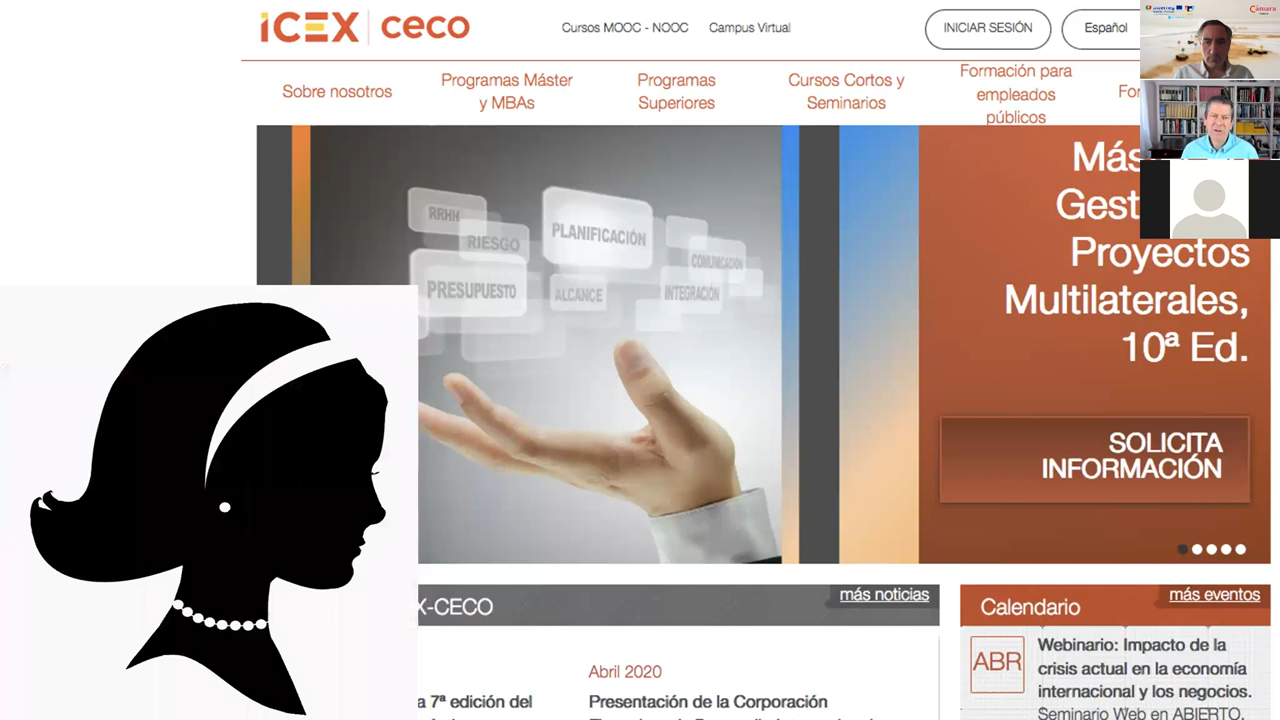 icex ceco
Cursos MOOC - NOOC
Campus Virtual
INICIAR SESIÓN
Español
Cámara
Sobre nosotros
Programas Máster
y MBAs
Programas
Superiores
Cursos Cortos y
Seminarios
Formación para
empleados
públicos
RRHH
RIESGO
PLANIFICACIÓN
COMUNICACIÓN
PRESUPUESTO
ALCANCE
INTEGRACIÓN
Proyectos
Multilaterales,
10ª Ed.
SOLICITA
INFORMACIÓN
X-CECO
más noticias
Calendario
más eventos
Abril 2020
a 7ª edición del
Presentación de la Corporación
ABR
Webinario: Impacto de la
crisis actual en la economía
internacional y los negocios.
Seminario Web en ABIERTO.